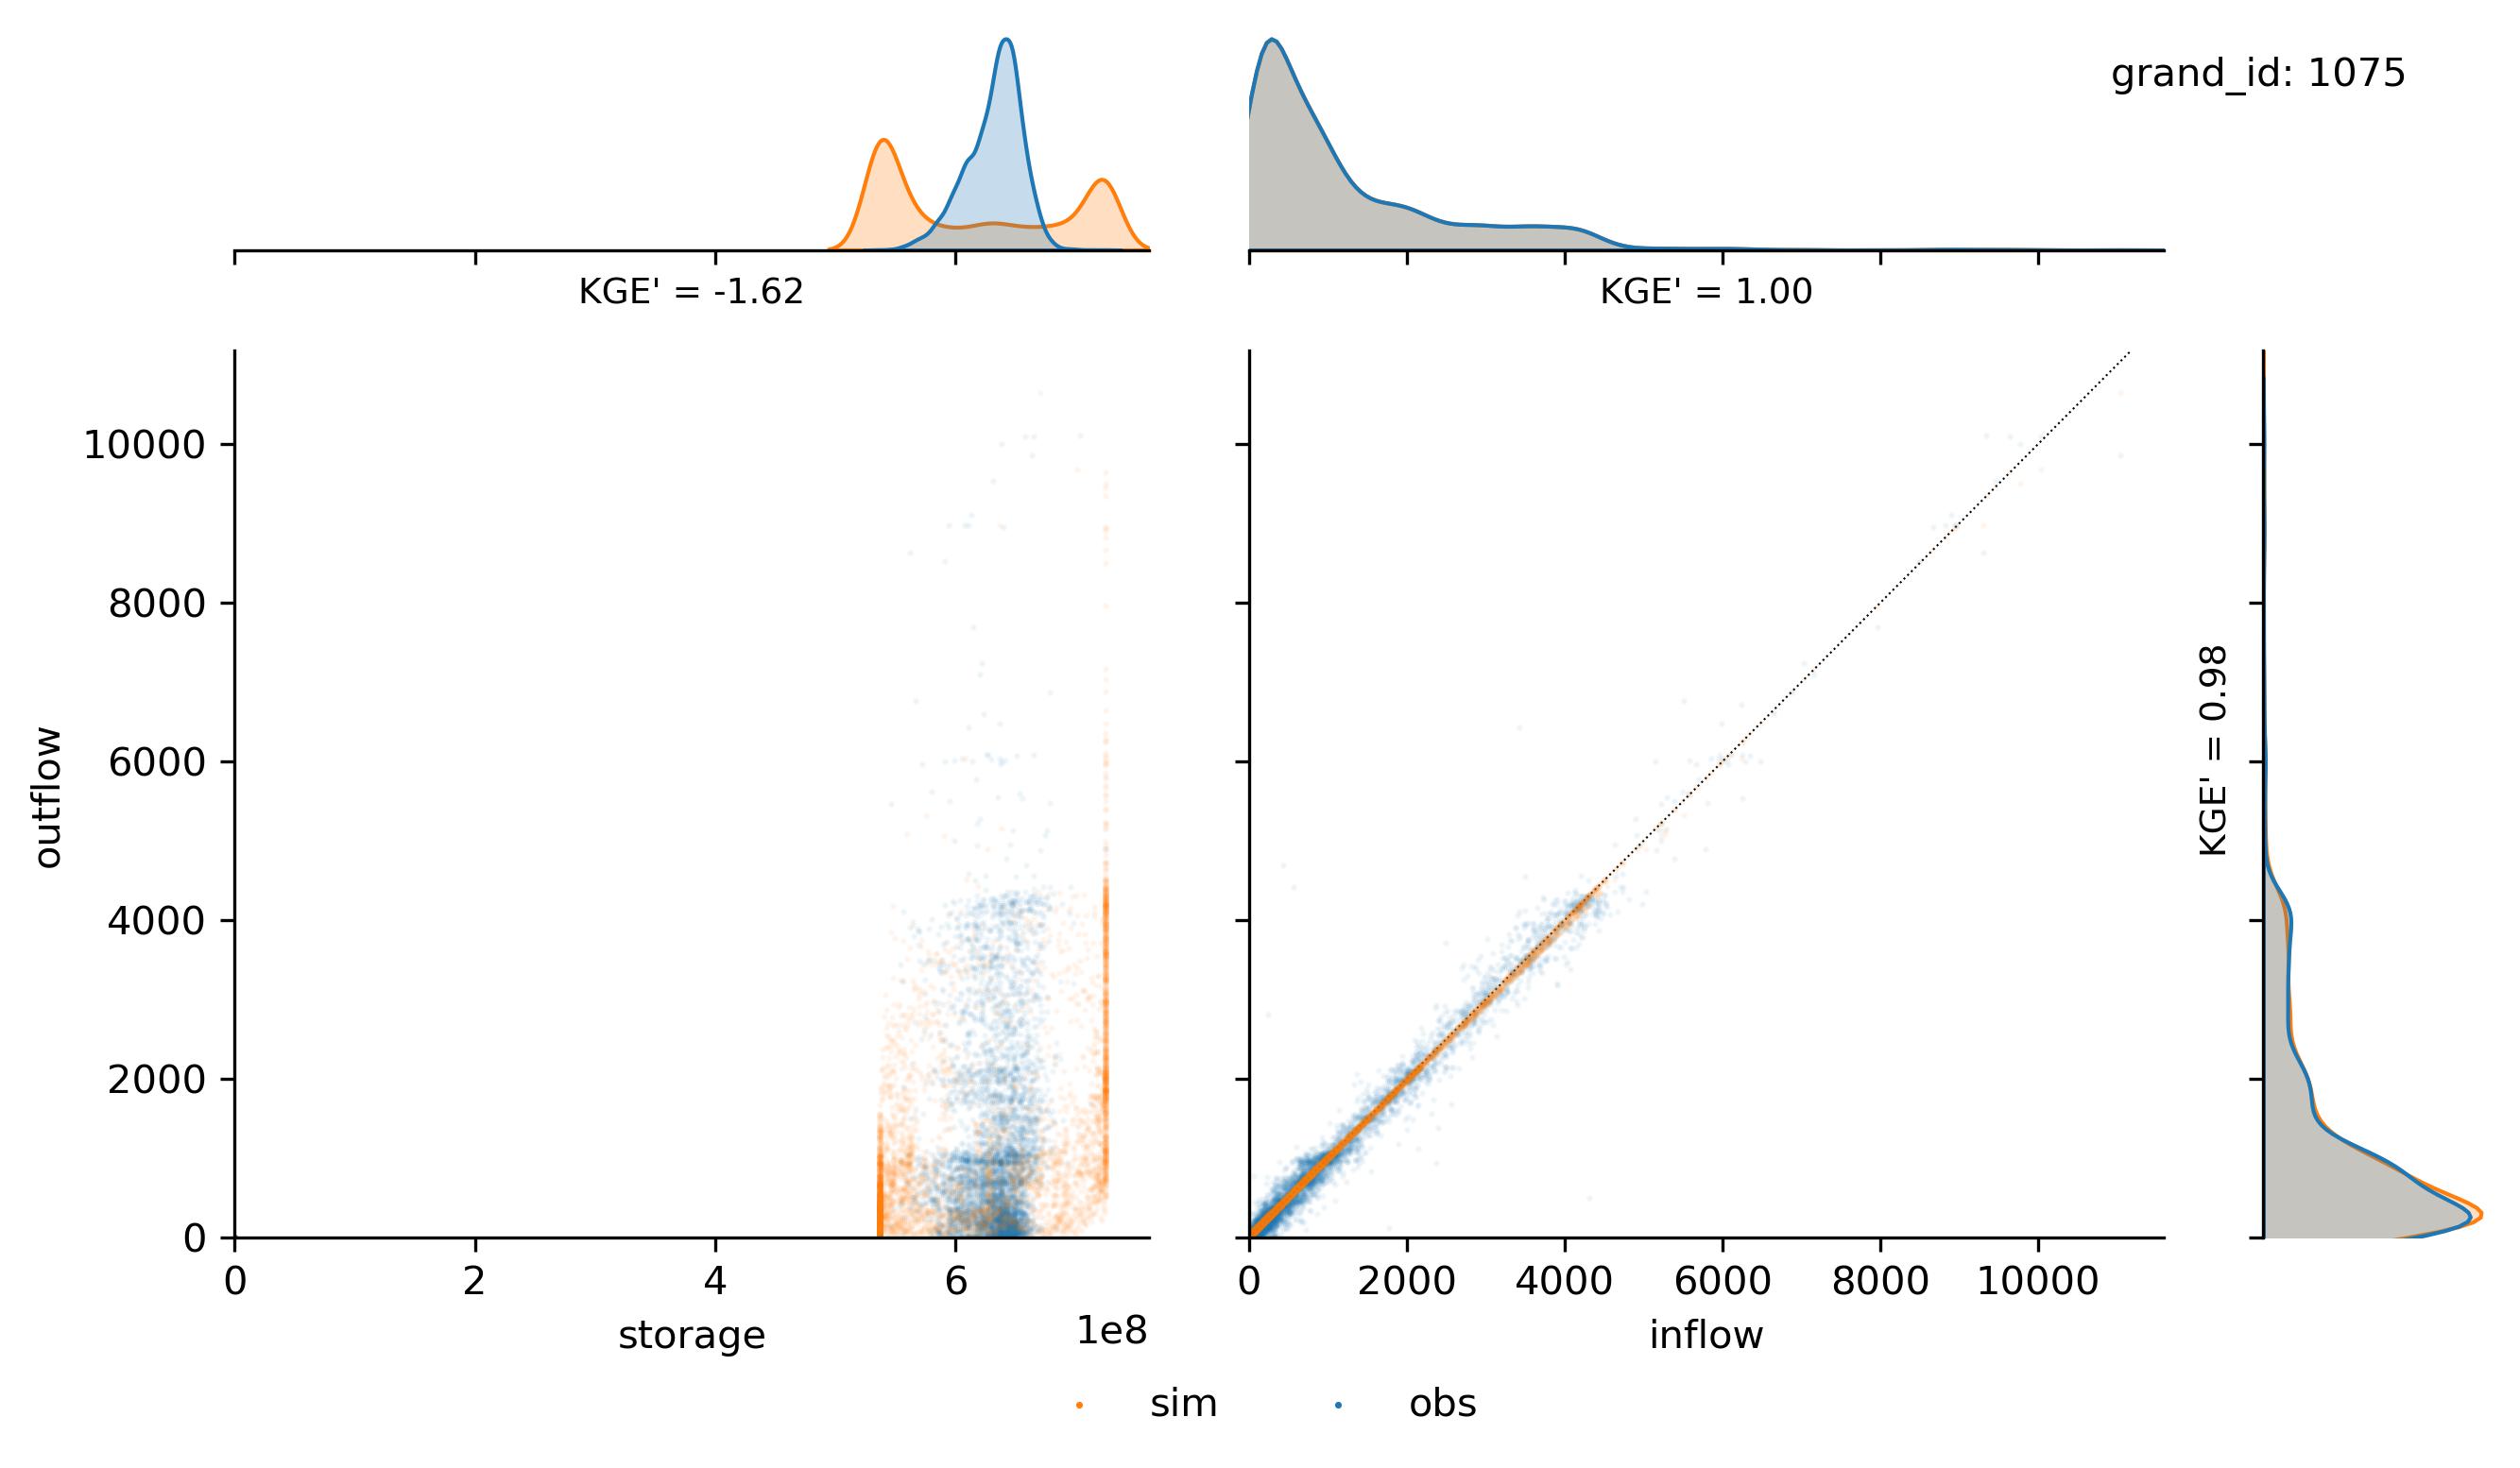 grand_id: 1075
KGE' = -1.62
KGE' = 1.00
10000
8000
6000
4000
2000
0
outflow
KGE' = 0.98
0 2 4 6
0 2000 4000 6000 8000 10000
storage
1e8
inflow
sim
obs